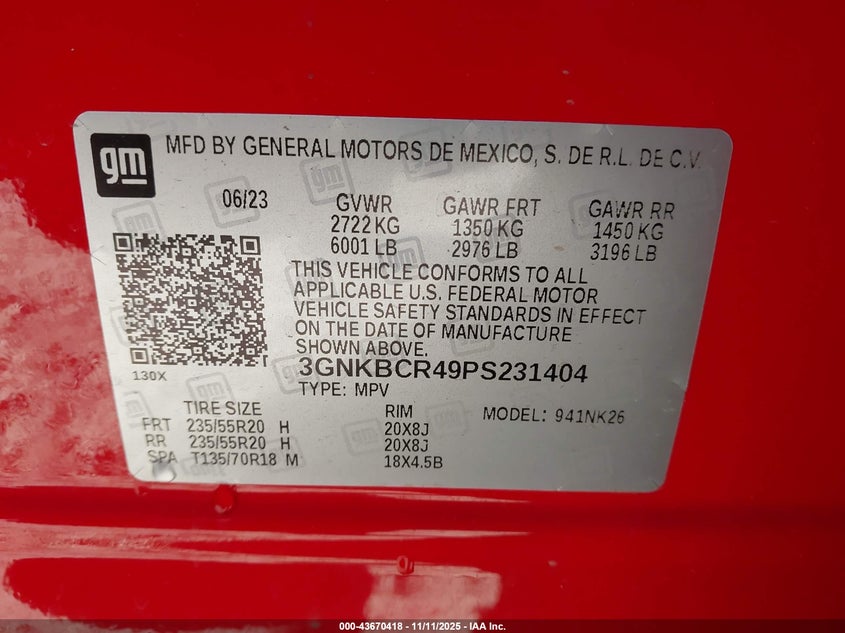 gm
MFD BY GENERAL MOTORS DE MEXICO, S. DE R.L. DE C.V.
06/23 GVWR GAWR FRT GAWR RR
2722 KG 1350 KG 1450 KG
6001 LB 2976 LB 3196 LB
THIS VEHICLE CONFORMS TO ALL
APPLICABLE U.S. FEDERAL MOTOR
VEHICLE SAFETY STANDARDS IN EFFECT
ON THE DATE OF MANUFACTURE
SHOWN ABOVE.
130X
3GNKBCR49PS231404
TYPE: MPV
TIRE SIZE RIM MODEL: 941NK26
FRT 235/55R20 H 20X8J
RR 235/55R20 H 20X8J
SPA T135/70R18 M 18X4.5B
000-43670418 - 11/11/2025 - IAA Inc.